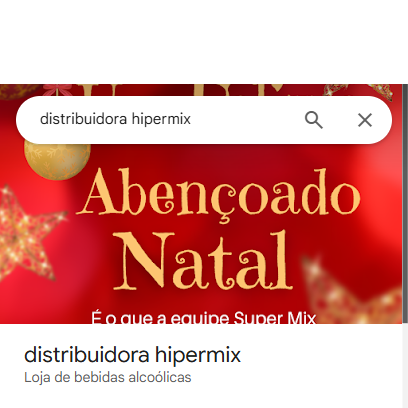 distribuidora hipermix
Abençoado
Natal
É o que a equipe Super Mix
distribuidora hipermix
Loja de bebidas alcoólicas